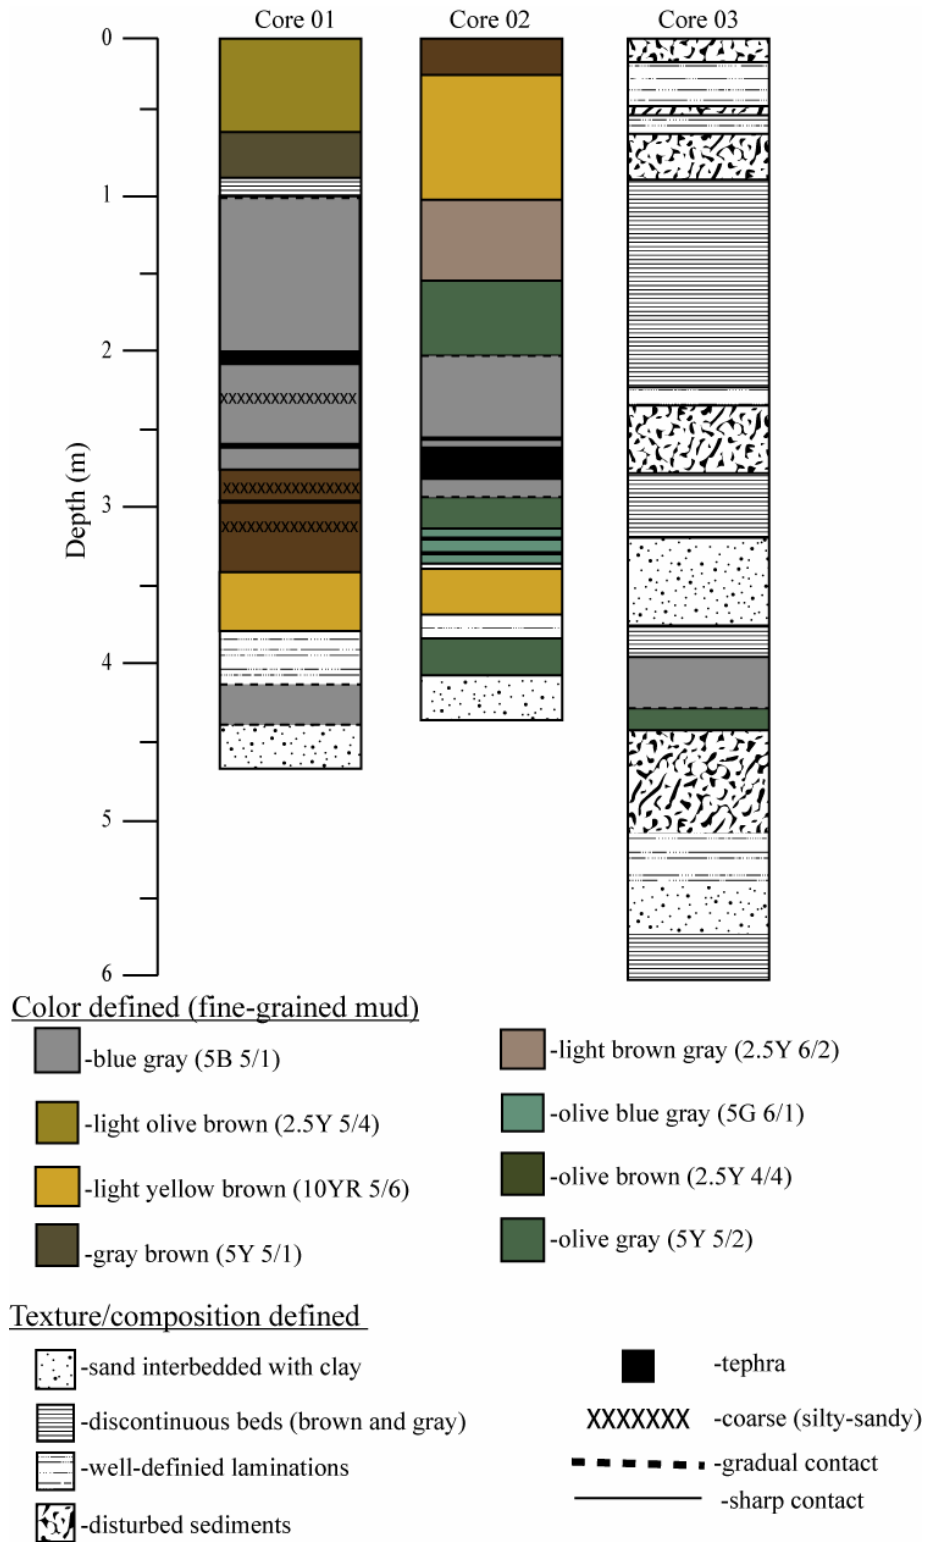 Core 01
Core 02
Core 03
0
1
2
3
4
5
6
Depth (m)
Color defined (fine-grained mud)
-blue gray (5B 5/1)
-light olive brown (2.5Y 5/4)
-light yellow brown (10YR 5/6)
-gray brown (5Y 5/1)
-light brown gray (2.5Y 6/2)
-olive blue gray (5G 6/1)
-olive brown (2.5Y 4/4)
-olive gray (5Y 5/2)
Texture/composition defined
-sand interbedded with clay
-discontinuous beds (brown and gray)
-well-definied laminations
-disturbed sediments
-tephra
XXXXXXX -coarse (silty-sandy)
-gradual contact
-sharp contact